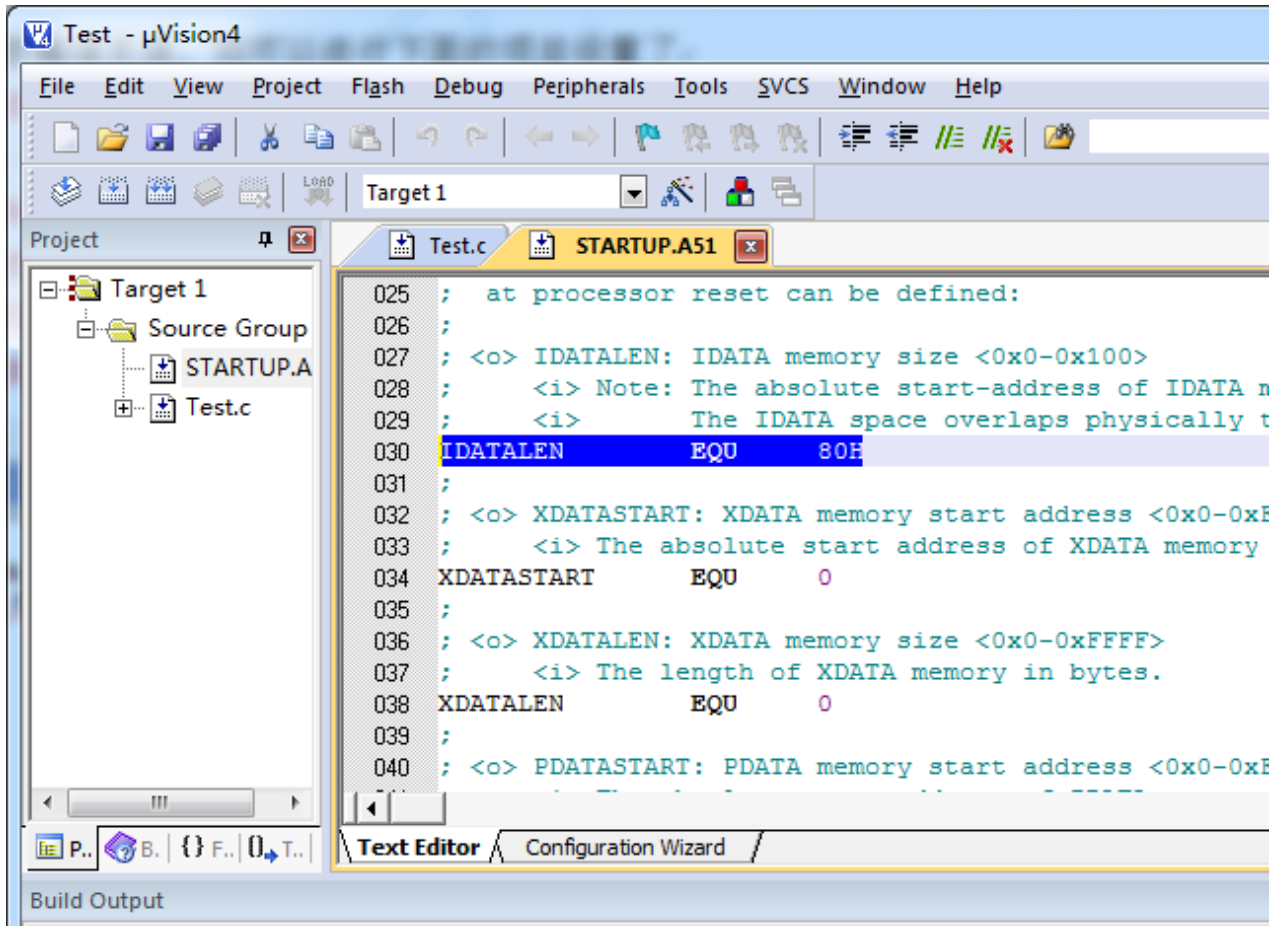 Test - µVision4
File Edit View Project Flash Debug Peripherals Tools SVCS Window Help
LOAD Target 1
Project
Target 1
Source Group
STARTUP.A
Test.c
P.. B. {} F.. 0 T..
Test.c STARTUP.A51
025 ;  at processor reset can be defined:
026 ;
027 ; <o> IDATALEN: IDATA memory size <0x0-0x100>
028 ;     <i> Note: The absolute start-address of IDATA
029 ;     <i>       The IDATA space overlaps physically
030 IDATALEN        EQU     80H
031 ;
032 ; <o> XDATASTART: XDATA memory start address <0x0-0x
033 ;     <i> The absolute start address of XDATA memory
034 XDATASTART      EQU     0
035 ;
036 ; <o> XDATALEN: XDATA memory size <0x0-0xFFFF>
037 ;     <i> The length of XDATA memory in bytes.
038 XDATALEN        EQU     0
039 ;
040 ; <o> PDATASTART: PDATA memory start address <0x0-0x
Text Editor Configuration Wizard
Build Output